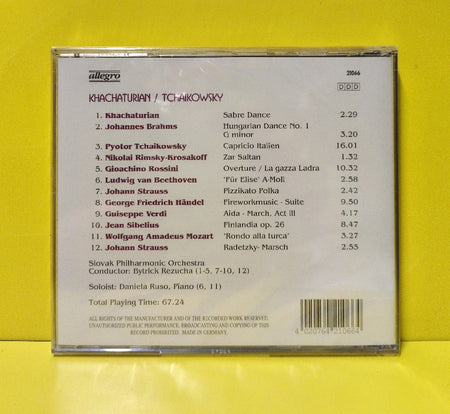 allegro
21066
DDD
KHACHATURIAN / TCHAIKOWSKY
1. Khachaturian Sabre Dance 2.29
2. Johannes Brahms Hungarian Dance No. 1
G minor 3.20
3. Pyotor Tchaikowsky Capricio Italien 16.01
4. Nikolai Rimsky-Krosakoff Zar Saltan 1.32
5. Gioachino Rossini Overture / La gazza Ladra 10.32
6. Ludwig van Beethoven 'Für Elise' A-Moll 2.58
7. Johann Strauss Pizzikato Polka 2.42
8. George Friedrich Händel Fireworkmusic - Suite 9.50
9. Guiseppe Verdi Aida - March, Act III 4.17
10. Jean Sibelius Finlandia op. 26 8.47
11. Wolfgang Amadeus Mozart 'Rondo alla turca' 3.27
12. Johann Strauss Radetzky- Marsch 2.55
Slovak Philharmonic Orchestra
Conductor: Bytrick Rezucha (1-5, 7-10, 12)
Soloist: Daniela Ruso, Piano (6, 11)
Total Playing Time: 67.24
ALL RIGHTS OF THE MANUFACTURER AND OF THE RECORDED WORK RESERVED.
UNAUTHORIZED PUBLIC PERFORMANCE, BROADCASTING AND COPYING OF THIS
RECORD PROHIBITED. MADE IN GERMANY.
4 020764 210664